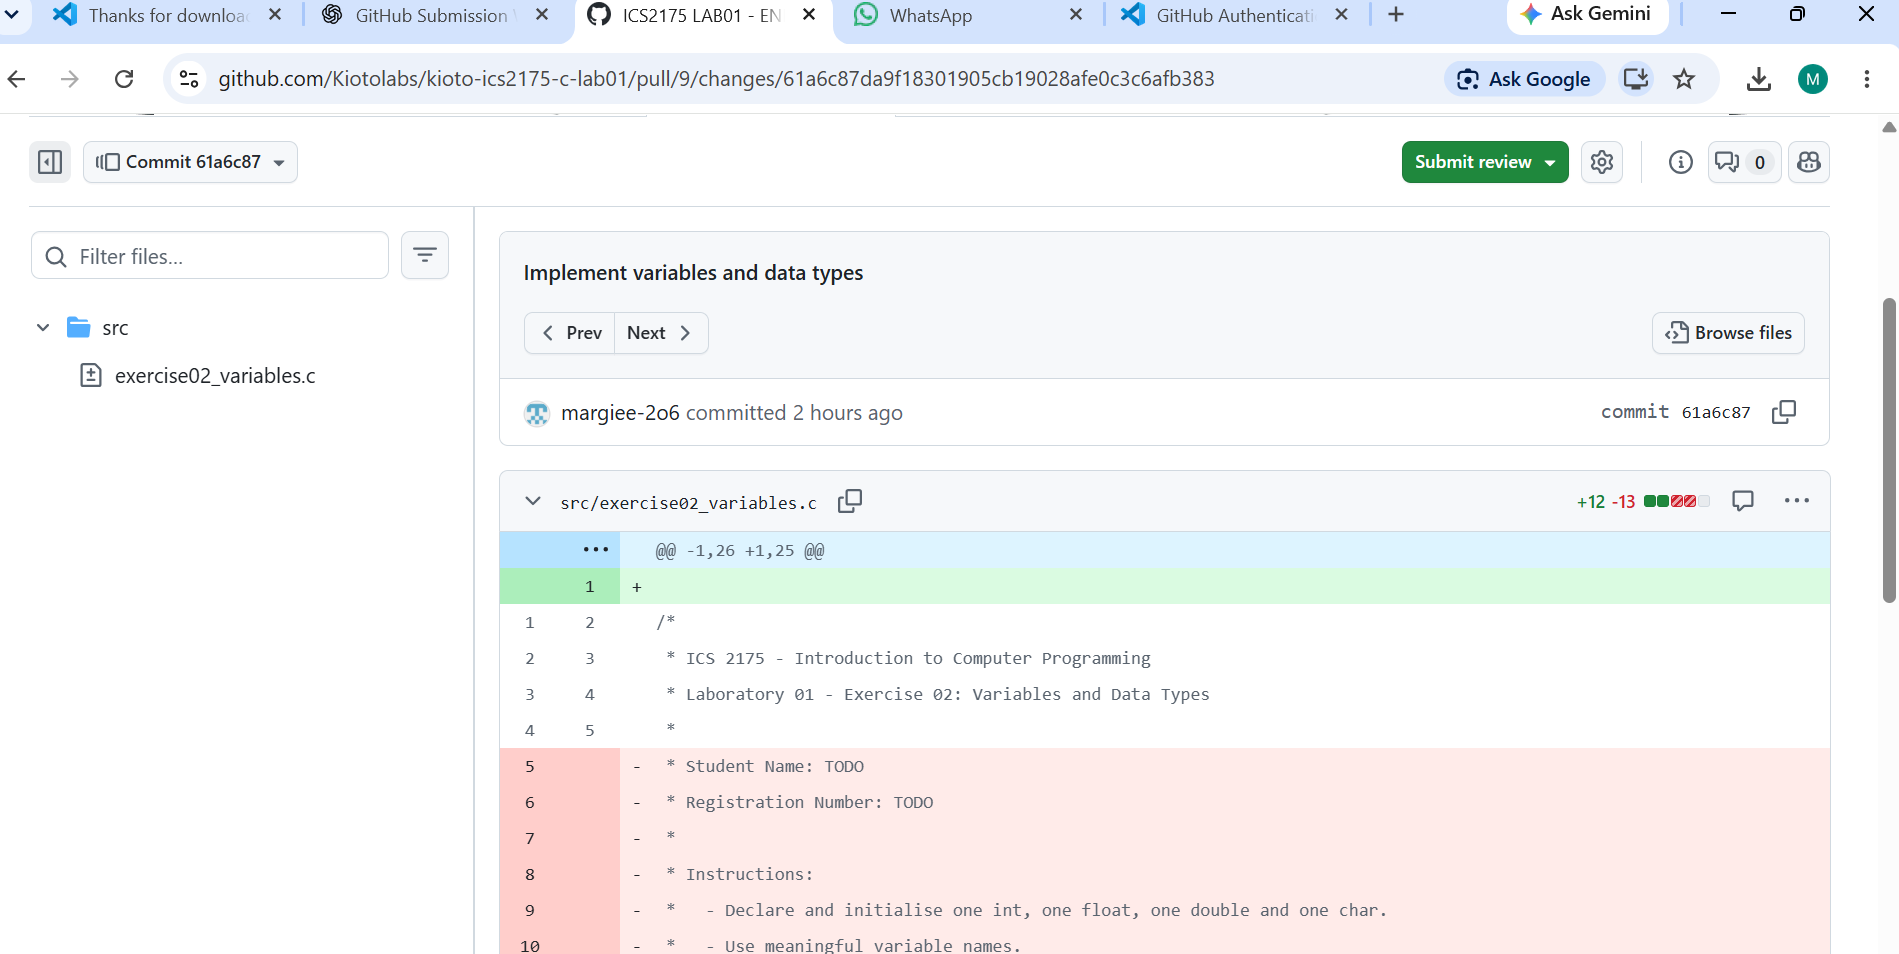 Thanks for downloa
GitHub Submission
ICS2175 LAB01 - EN
WhatsApp
GitHub Authenticati
Ask Gemini
github.com/Kiotolabs/kioto-ics2175-c-lab01/pull/9/changes/61a6c87da9f18301905cb19028afe0c3c6afb383
Ask Google
M
Commit 61a6c87
Submit review
0
Filter files...
src
exercise02_variables.c
Implement variables and data types
Prev
Next
Browse files
margiee-2o6 committed 2 hours ago
commit 61a6c87
src/exercise02_variables.c
+12 -13
@@ -1,26 +1,25 @@
1 +
1 2 /*
2 3 * ICS 2175 - Introduction to Computer Programming
3 4 * Laboratory 01 - Exercise 02: Variables and Data Types
4 5 *
5 - * Student Name: TODO
6 - * Registration Number: TODO
7 - *
8 - * Instructions:
9 - * - Declare and initialise one int, one float, one double and one char.
10 - * - Use meaningful variable names.